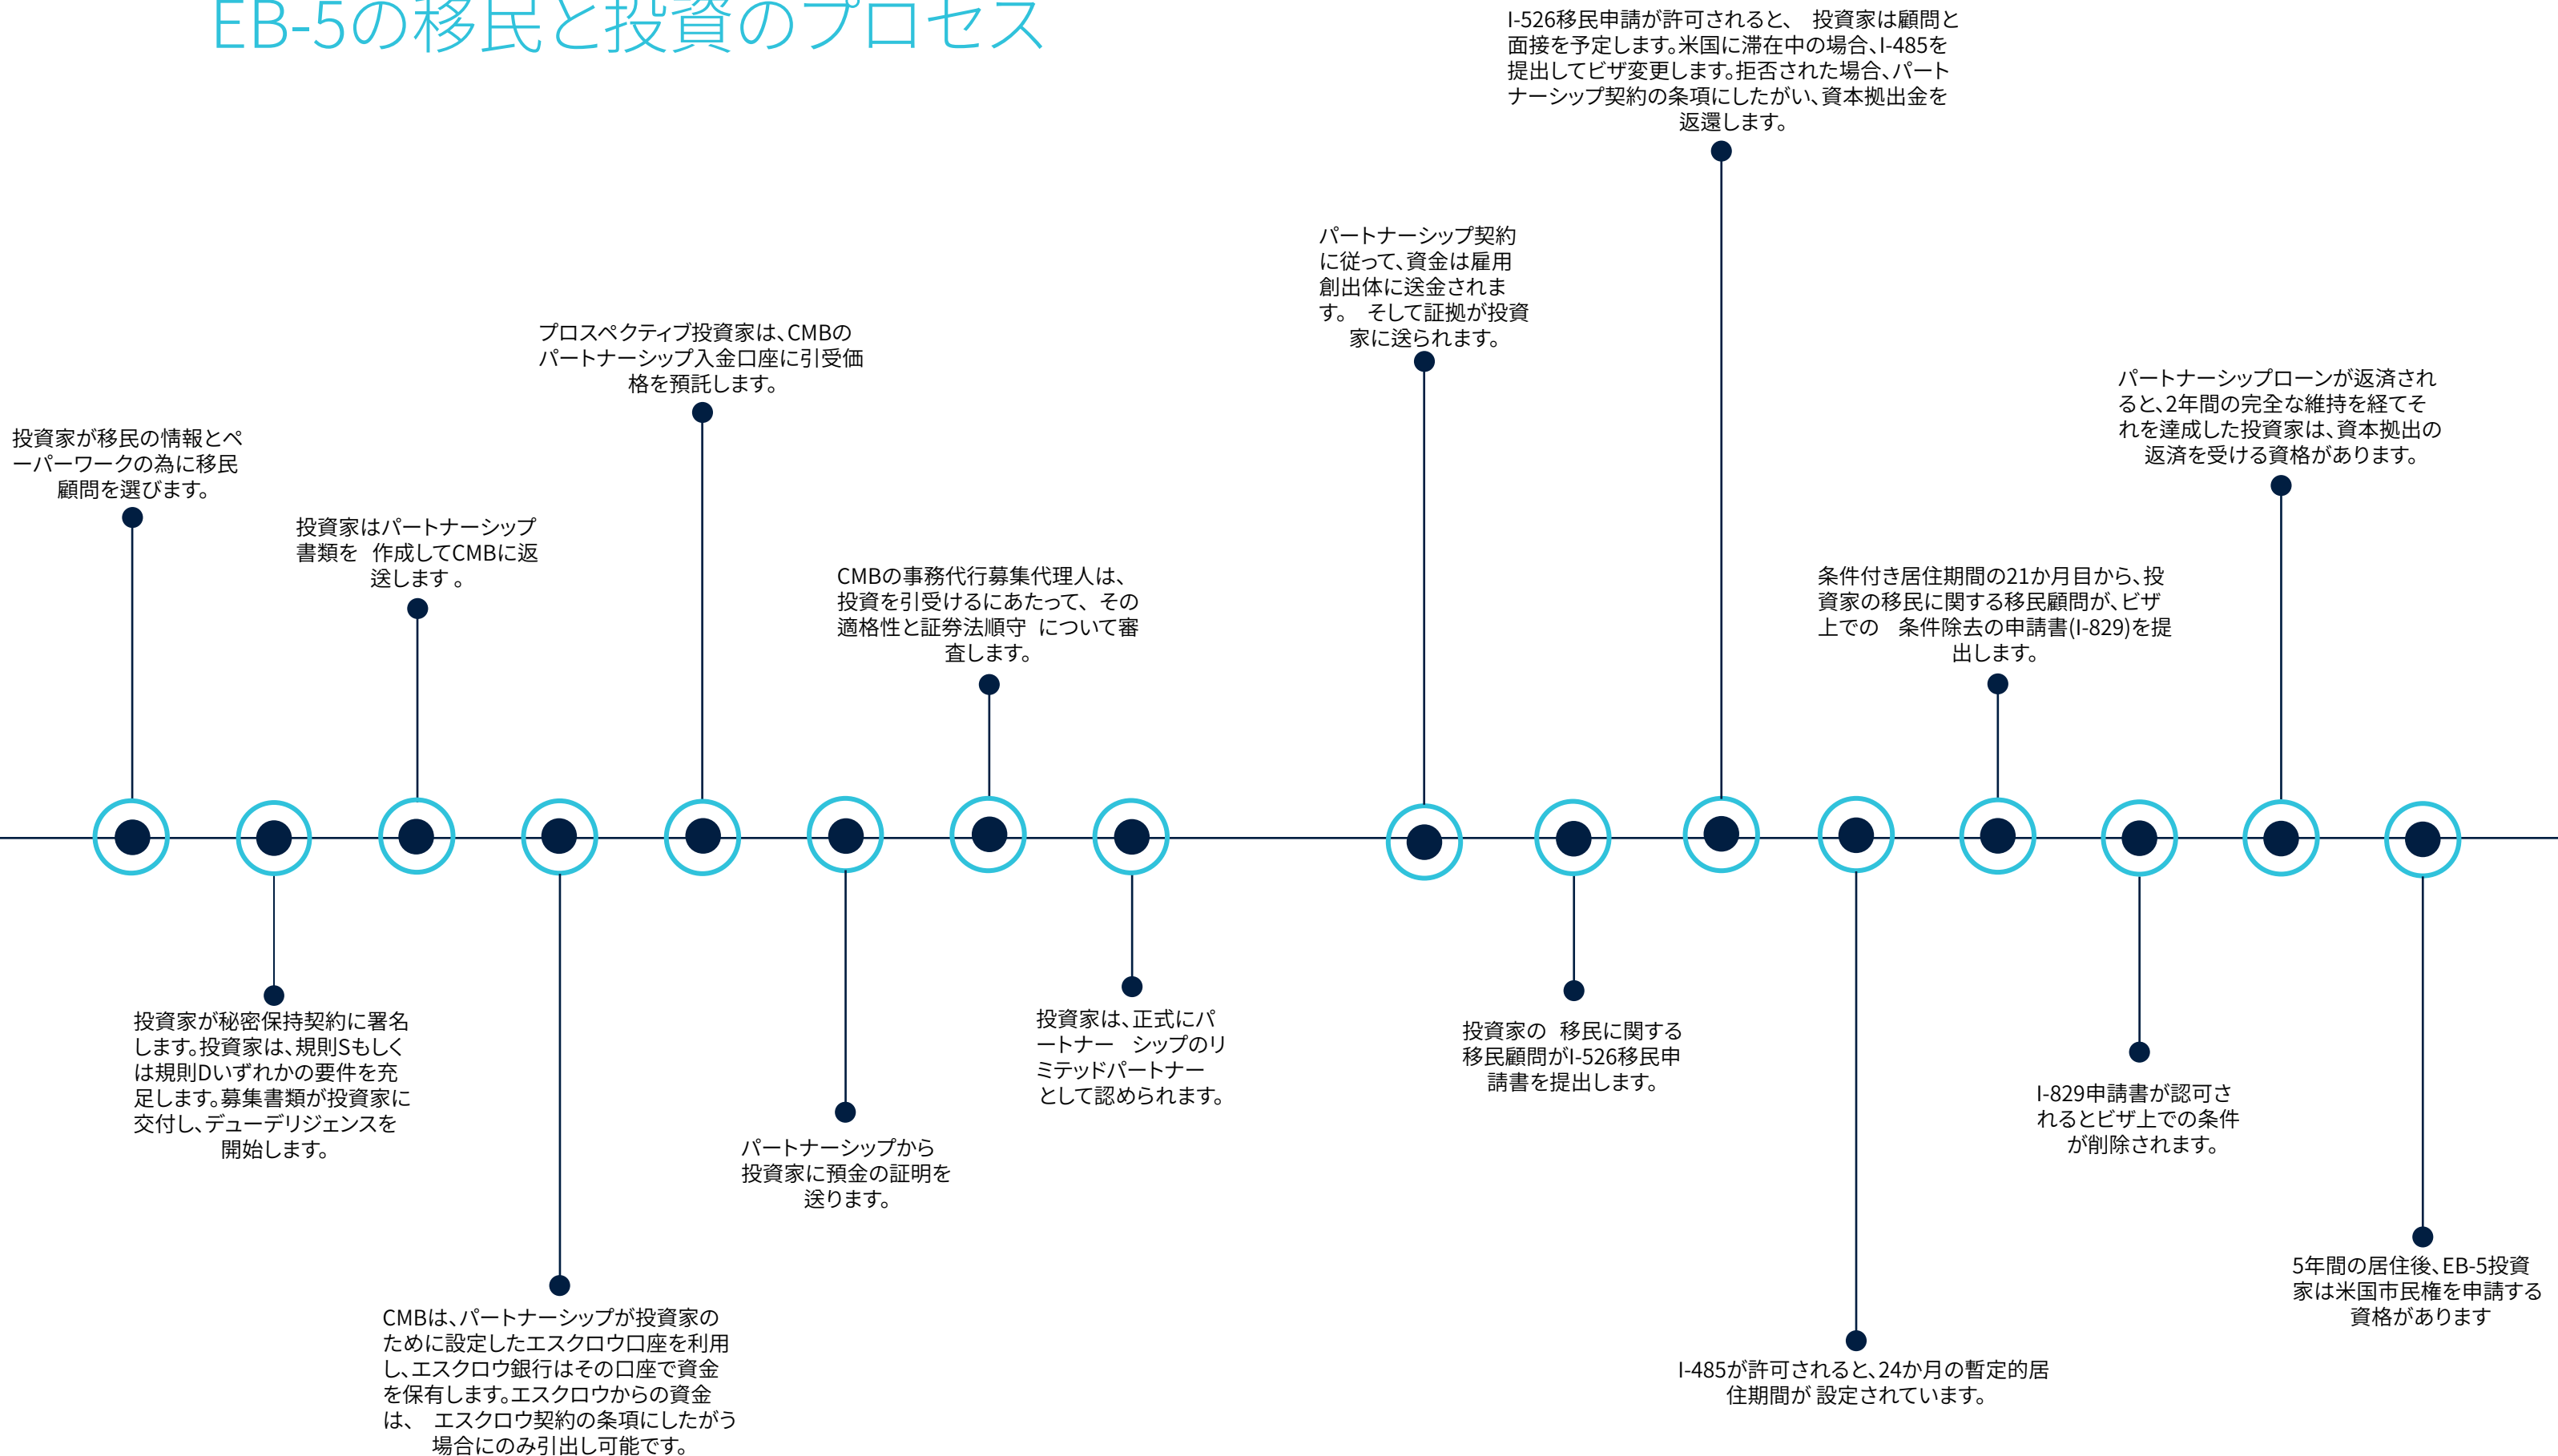 EB-5の移民と投資のプロセス
投資家が移民の情報とペ
ーパーワークの為に移民
顧問を選びます。
投資家が秘密保持契約に署名
します。投資家は、規則Sもしく
は規則Dいずれかの要件を充
足します。募集書類が投資家に
交付し、デューデリジェンスを
開始します。
投資家はパートナーシップ
書類を 作成してCMBに返
送します 。
CMBは、パートナーシップが投資家の
ために設定したエスクロウ口座を利用
し、エスクロウ銀行はその口座で資金
を保有します。エスクロウからの資金
は、 エスクロウ契約の条項にしたがう
場合にのみ引出し可能です。
プロスペクティブ投資家は、CMBの
パートナーシップ入金口座に引受価
格を預託します。
パートナーシップから
投資家に預金の証明を
送ります。
CMBの事務代行募集代理人は、
投資を引受けるにあたって、その
適格性と証券法順守 について審
査します。
投資家は、正式にパ
ートナー シップのリ
ミテッドパートナー
として認められます。
パートナーシップ契約
に従って、資金は雇用
創出体に送金されま
す。 そして証拠が投資
家に送られます。
投資家の 移民に関する
移民顧問がI-526移民申
請書を提出します。
I-526移民申請が許可されると、 投資家は顧問と
面接を予定します。米国に滞在中の場合、I-485を
提出してビザ変更します。拒否された場合、パート
ナーシップ契約の条項にしたがい、資本拠出金を
返還します。
I-485が許可されると、24か月の暫定的居
住期間が 設定されています。
条件付き居住期間の21か月目から、投
資家の移民に関する移民顧問が、ビザ
上での 条件除去の申請書(I-829)を提
出します。
I-829申請書が認可さ
れるとビザ上での条件
が削除されます。
パートナーシップローンが返済され
ると、2年間の完全な維持を経てそ
れを達成した投資家は、資本拠出の
返済を受ける資格があります。
5年間の居住後、EB-5投資
家は米国市民権を申請する
資格があります